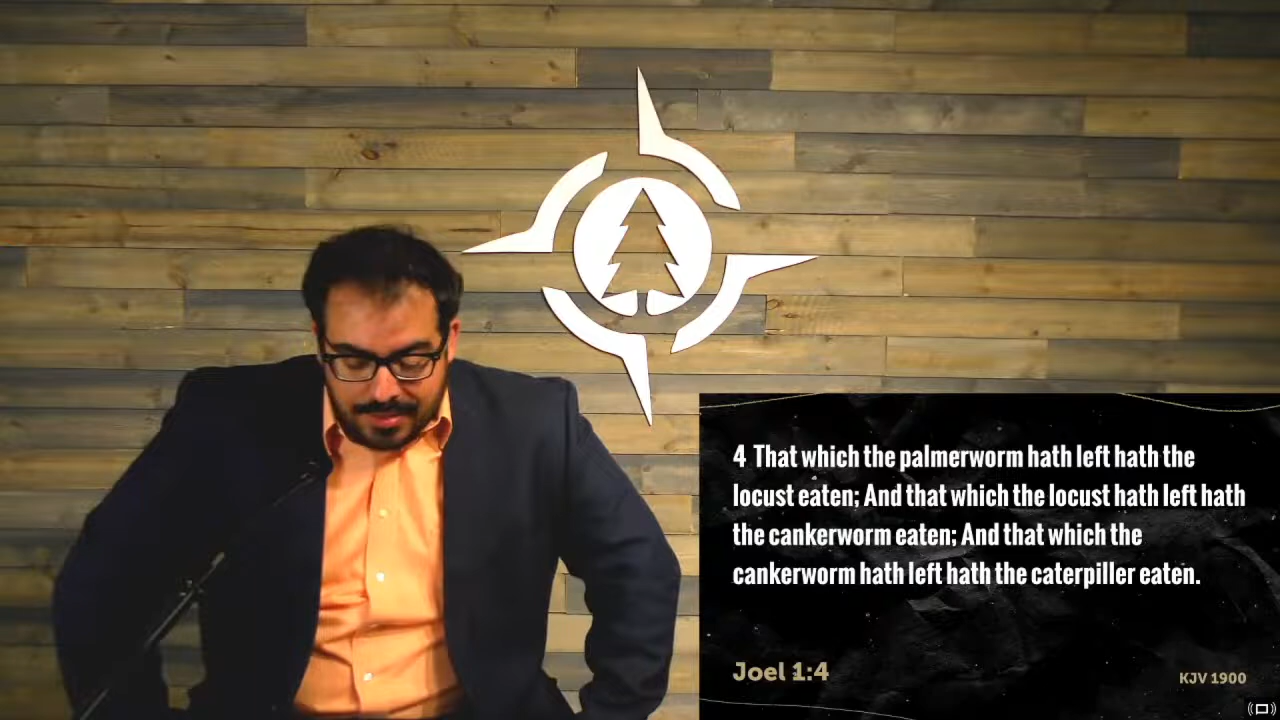 4 That which the palmerworm hath left hath the
locust eaten; And that which the locust hath left hath
the cankerworm eaten; And that which the
cankerworm hath left hath the caterpiller eaten.
Joel 1:4
KJV 1900